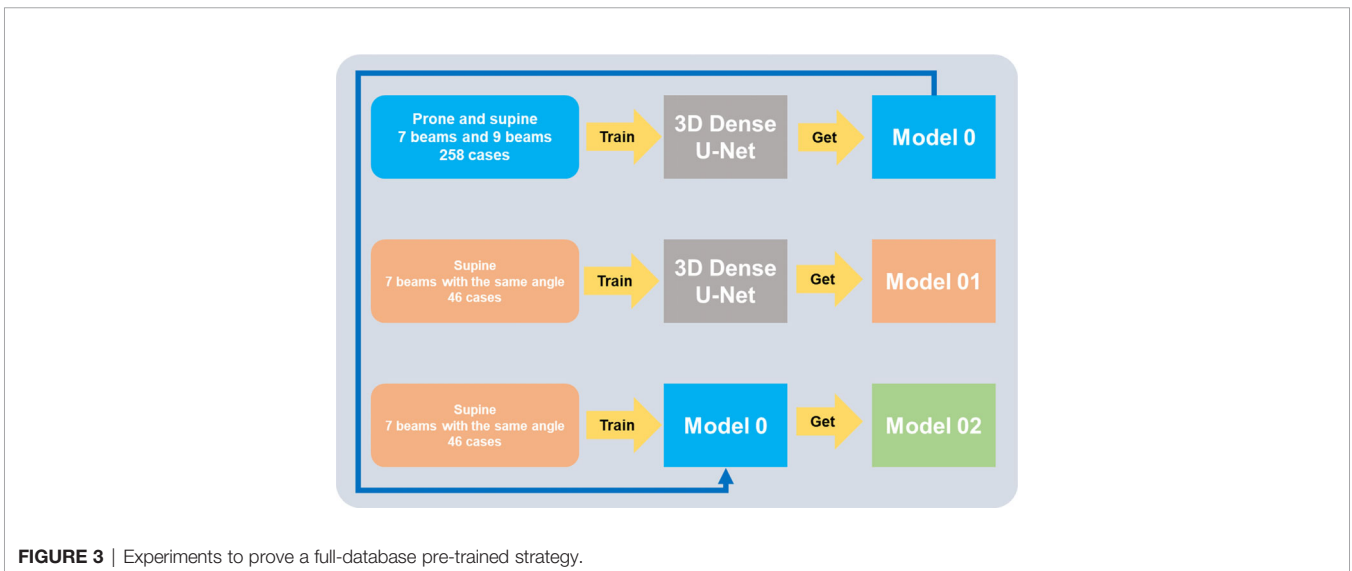 Prone and supine
7 beams and 9 beams
258 cases
Train
3D Dense
U-Net
Get
Model 0
Supine
7 beams with the same angle
46 cases
Train
3D Dense
U-Net
Get
Model 01
Supine
7 beams with the same angle
46 cases
Train
Model 0
Get
Model 02
FIGURE 3 | Experiments to prove a full-database pre-trained strategy.